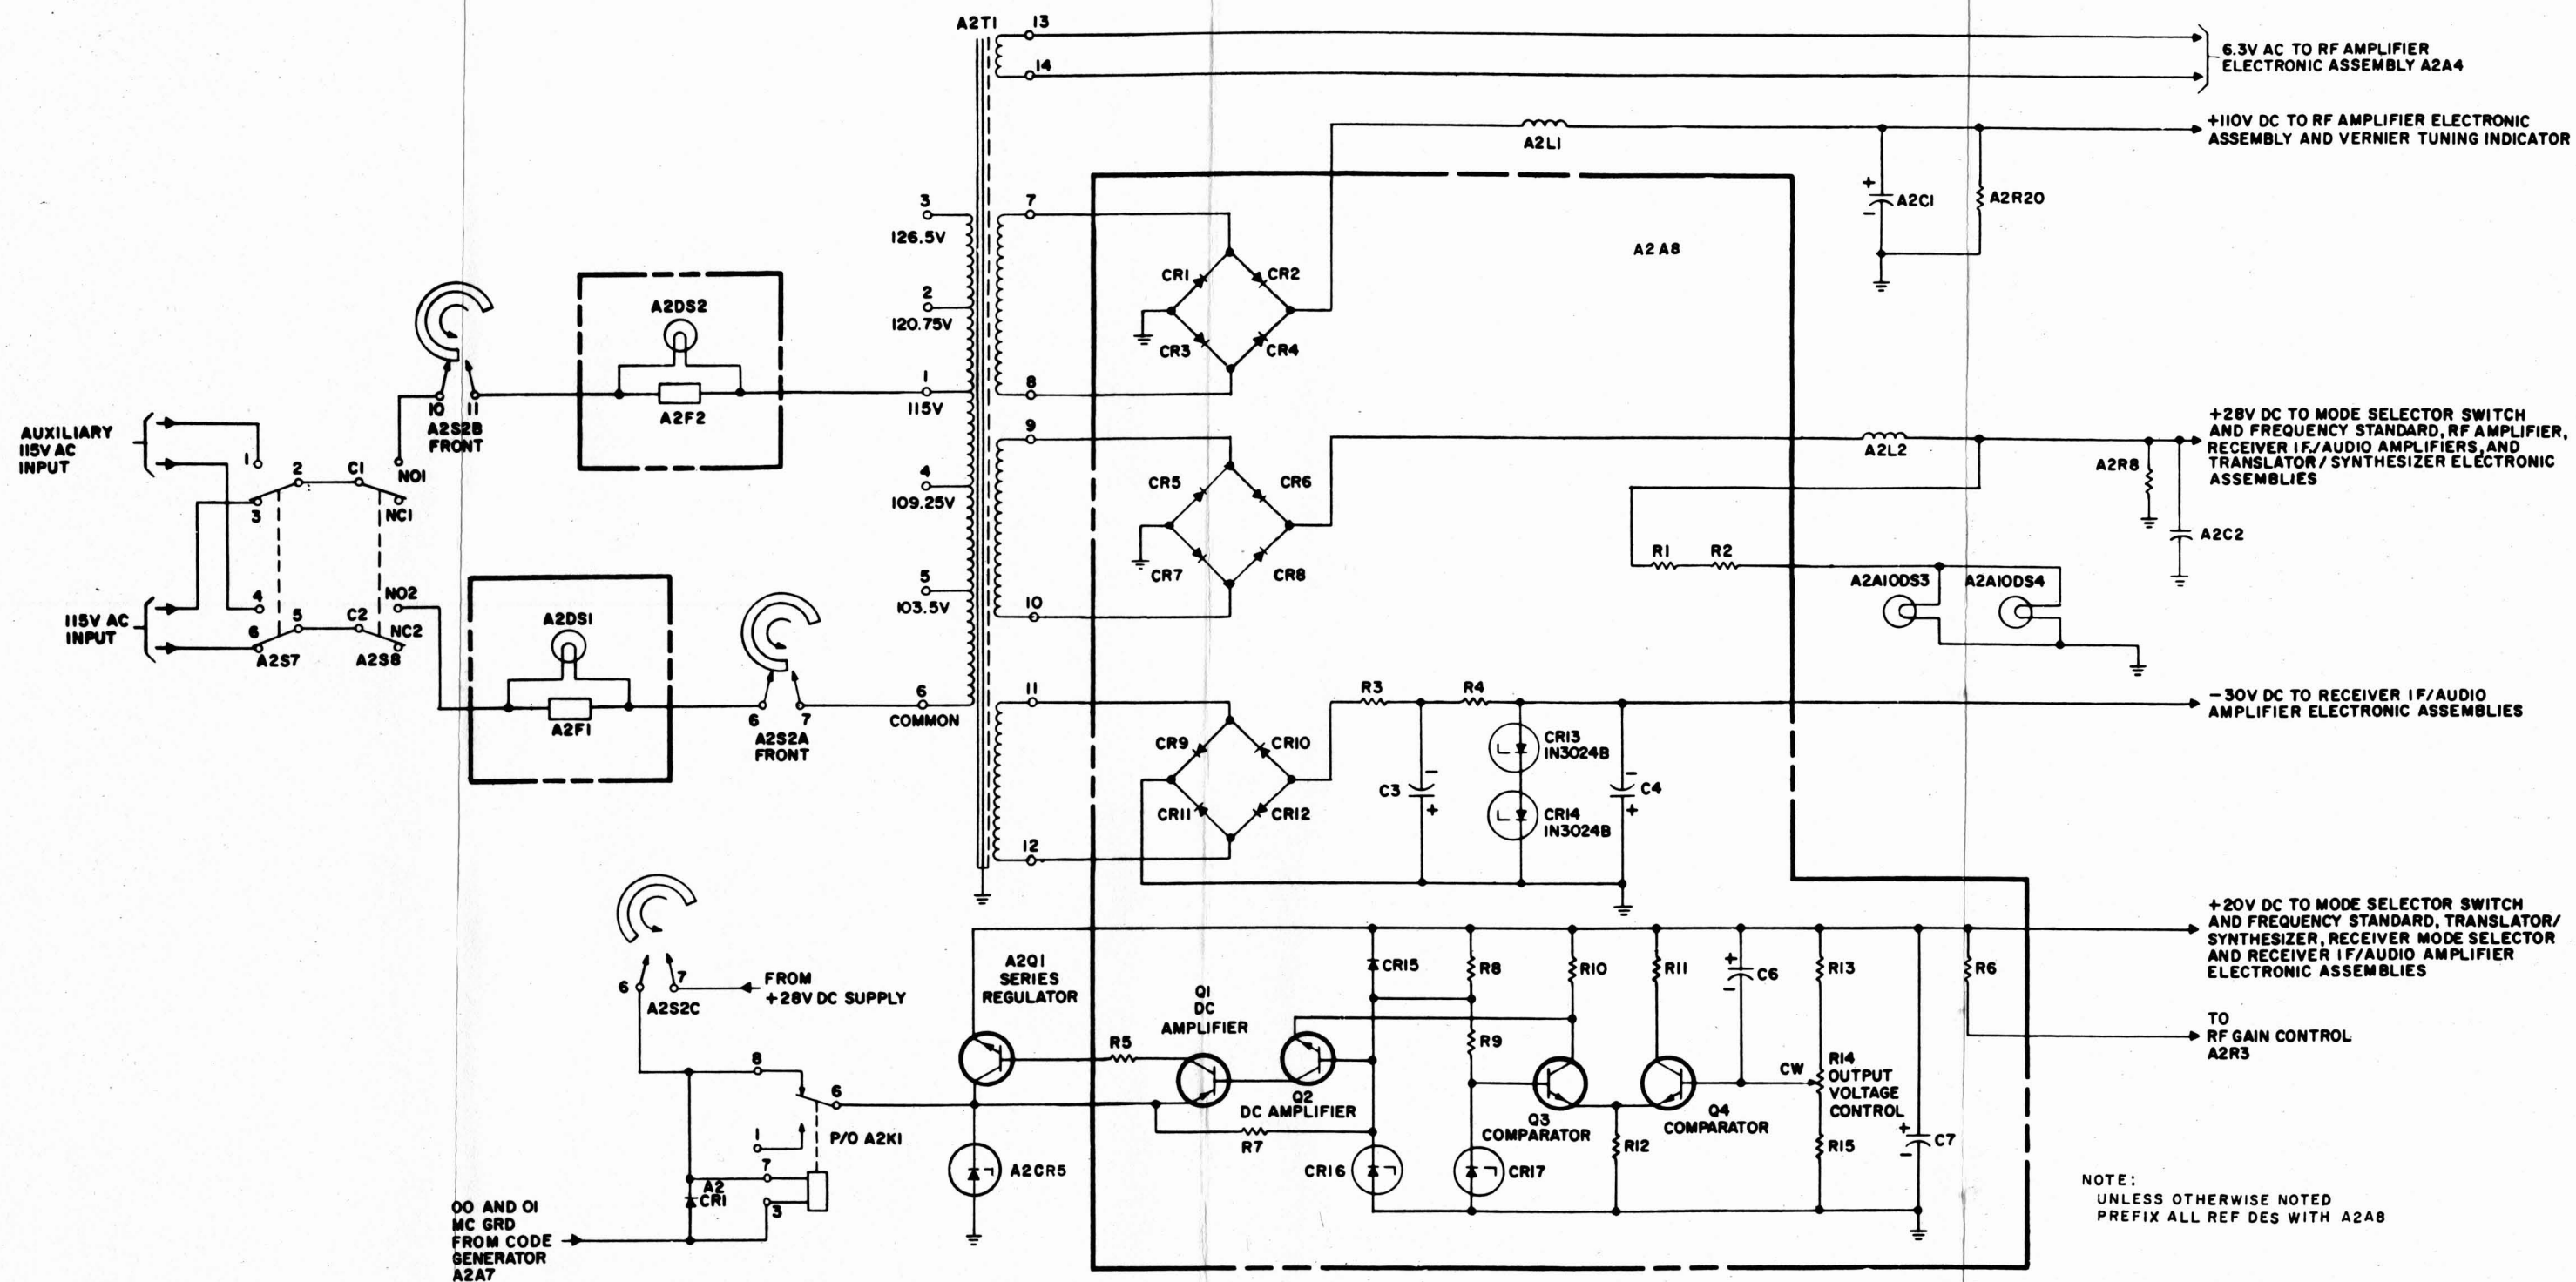 A2T1
13
14
6.3V AC TO RF AMPLIFIER
ELECTRONIC ASSEMBLY A2A4
+110V DC TO RF AMPLIFIER ELECTRONIC
ASSEMBLY AND VERNIER TUNING INDICATOR
A2L1
A2C1
+
-
A2R20
A2A8
3
126.5V
2
120.75V
1
115V
4
109.25V
5
103.5V
6
COMMON
7
8
9
10
11
12
CR1
CR2
CR3
CR4
A2DS2
A2F2
10
11
A2S2B
FRONT
AUXILIARY
115V AC
INPUT
1
2
3
C1
NO1
NC1
115V AC
INPUT
4
5
6
C2
NO2
NC2
A2S7
A2S8
A2DS1
A2F1
6
7
A2S2A
FRONT
CR5
CR6
CR7
CR8
A2L2
A2R8
A2C2
+28V DC TO MODE SELECTOR SWITCH
AND FREQUENCY STANDARD, RF AMPLIFIER,
RECEIVER IF./AUDIO AMPLIFIERS, AND
TRANSLATOR/SYNTHESIZER ELECTRONIC
ASSEMBLIES
R1
R2
A2A10DS3
A2A10DS4
CR9
CR10
CR11
CR12
R3
R4
C3
-
+
CR13
1N3024B
CR14
1N3024B
C4
-
+
-30V DC TO RECEIVER IF/AUDIO
AMPLIFIER ELECTRONIC ASSEMBLIES
6
7
A2S2C
FROM
+28V DC SUPPLY
8
6
1
7
3
P/O A2K1
A2
CR1
00 AND 01
MC GRD
FROM CODE
GENERATOR
A2A7
A2Q1
SERIES
REGULATOR
A2CR5
Q1
DC
AMPLIFIER
R5
Q2
DC AMPLIFIER
R7
CR15
CR16
R8
R9
CR17
R10
Q3
COMPARATOR
R11
R12
Q4
COMPARATOR
C6
+
-
R13
CW
R14
OUTPUT
VOLTAGE
CONTROL
R15
C7
+
-
R6
+20V DC TO MODE SELECTOR SWITCH
AND FREQUENCY STANDARD, TRANSLATOR/
SYNTHESIZER, RECEIVER MODE SELECTOR
AND RECEIVER IF/AUDIO AMPLIFIER
ELECTRONIC ASSEMBLIES
TO
RF GAIN CONTROL
A2R3
NOTE:
UNLESS OTHERWISE NOTED
PREFIX ALL REF DES WITH A2A8